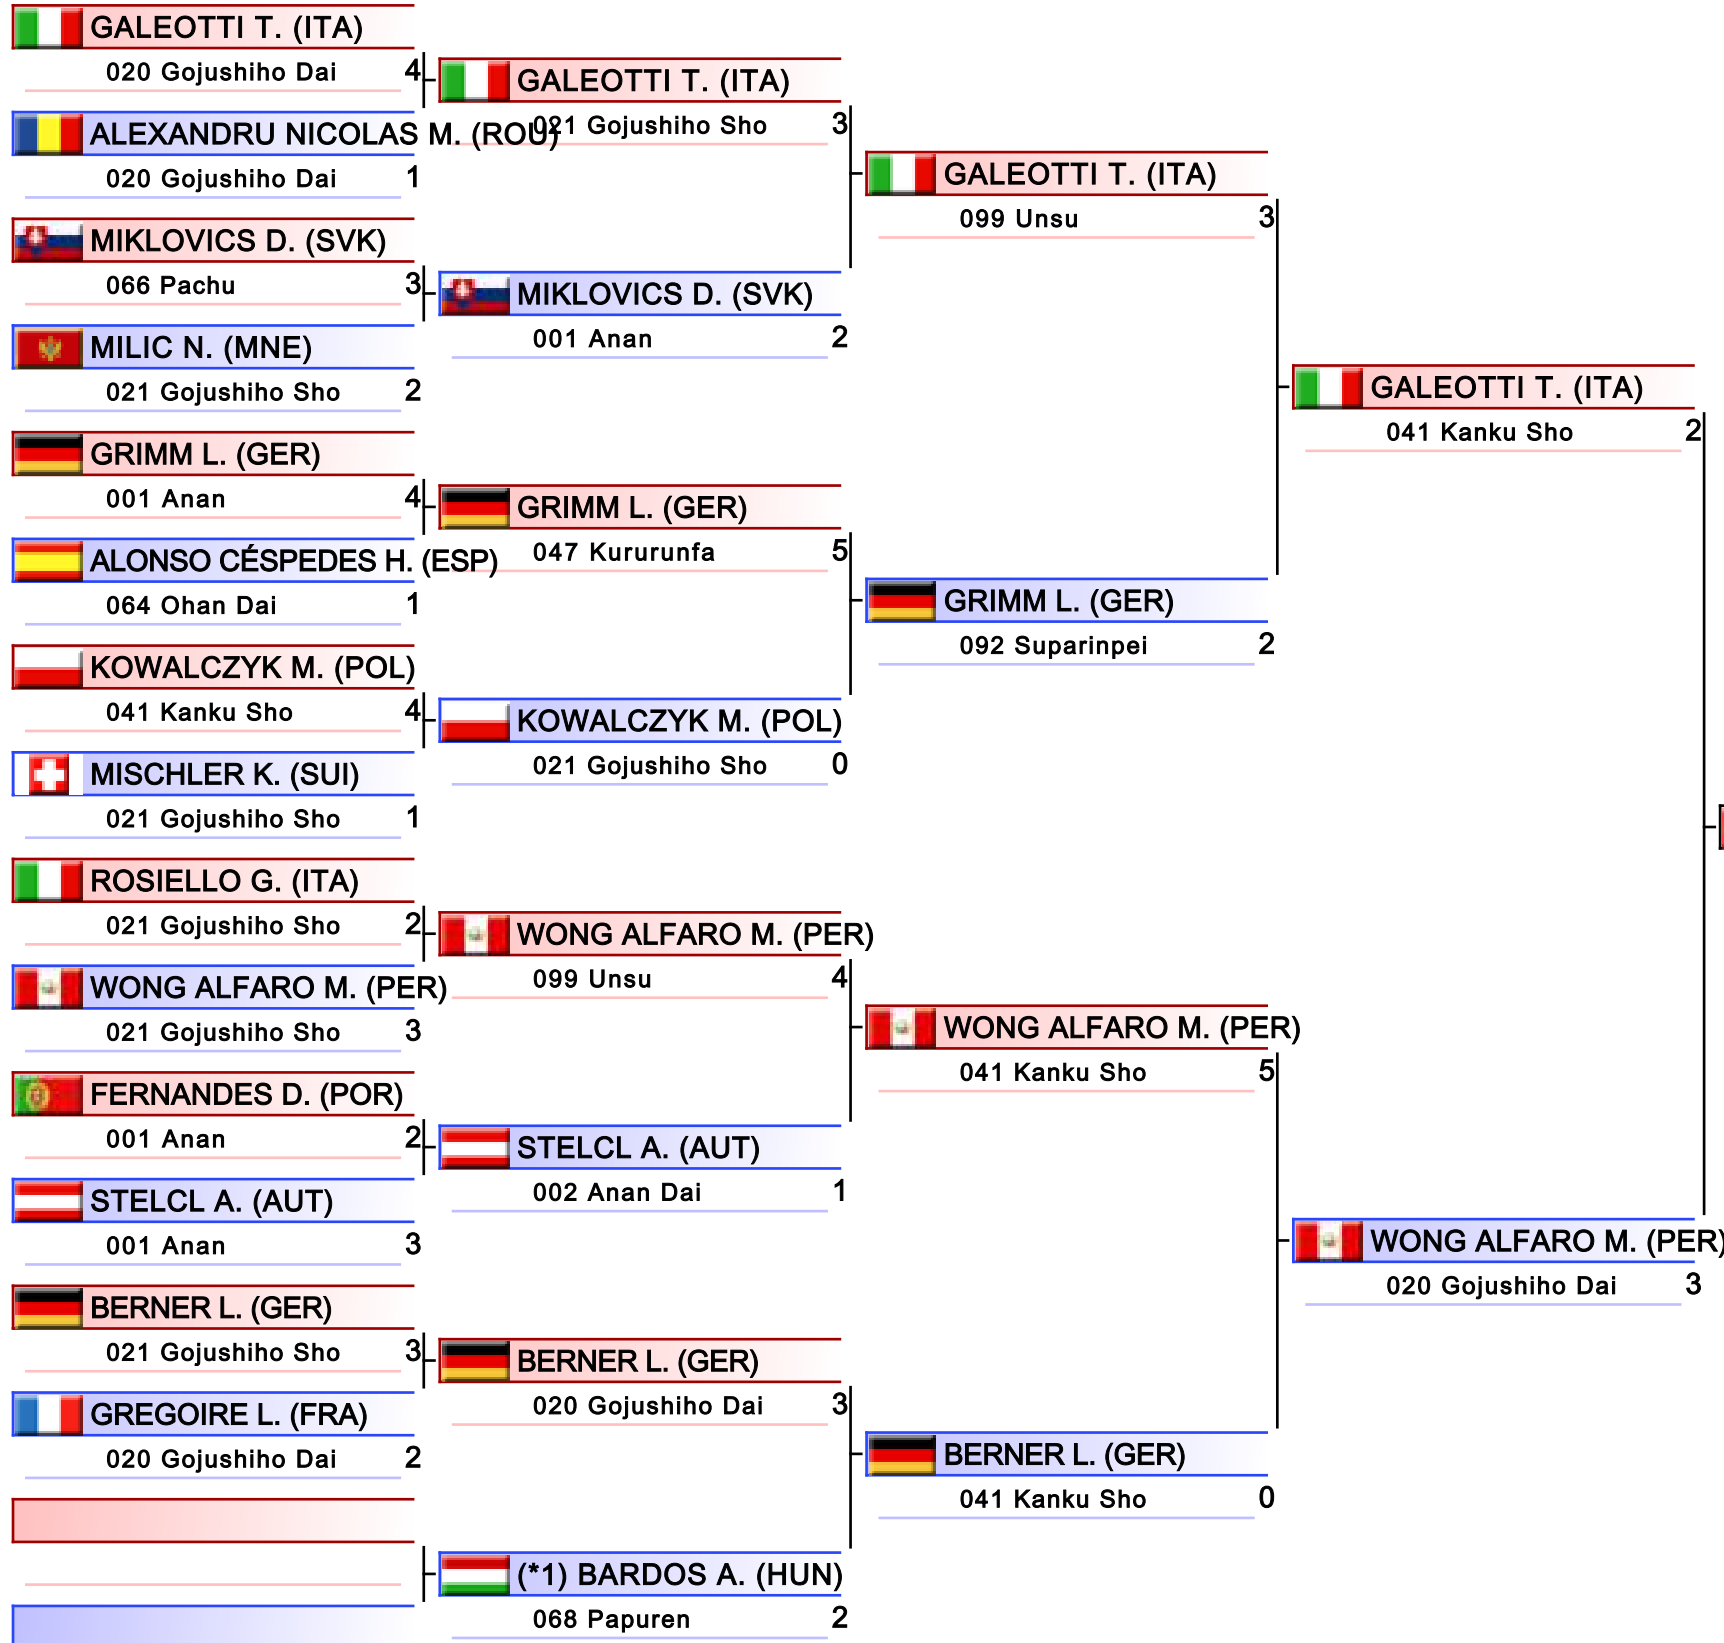 GALEOTTI T. (ITA)
020 Gojushiho Dai 4
ALEXANDRU NICOLAS M. (ROU)
020 Gojushiho Dai 1
MIKLOVICS D. (SVK)
066 Pachu 3
MILIC N. (MNE)
021 Gojushiho Sho 2
GRIMM L. (GER)
001 Anan 4
ALONSO CÉSPEDES H. (ESP)
064 Ohan Dai 1
KOWALCZYK M. (POL)
041 Kanku Sho 4
MISCHLER K. (SUI)
021 Gojushiho Sho 1
ROSIELLO G. (ITA)
021 Gojushiho Sho 2
WONG ALFARO M. (PER)
021 Gojushiho Sho 3
FERNANDES D. (POR)
001 Anan 2
STELCL A. (AUT)
001 Anan 3
BERNER L. (GER)
021 Gojushiho Sho 3
GREGOIRE L. (FRA)
020 Gojushiho Dai 2
GALEOTTI T. (ITA)
021 Gojushiho Sho 3
MIKLOVICS D. (SVK)
001 Anan 2
GRIMM L. (GER)
047 Kururunfa 5
KOWALCZYK M. (POL)
021 Gojushiho Sho 0
WONG ALFARO M. (PER)
099 Unsu 4
STELCL A. (AUT)
002 Anan Dai 1
BERNER L. (GER)
020 Gojushiho Dai 3
(*1) BARDOS A. (HUN)
068 Papuren 2
GALEOTTI T. (ITA)
099 Unsu 3
GRIMM L. (GER)
092 Suparinpei 2
WONG ALFARO M. (PER)
041 Kanku Sho 5
BERNER L. (GER)
041 Kanku Sho 0
GALEOTTI T. (ITA)
041 Kanku Sho 2
WONG ALFARO M. (PER)
020 Gojushiho Dai 3